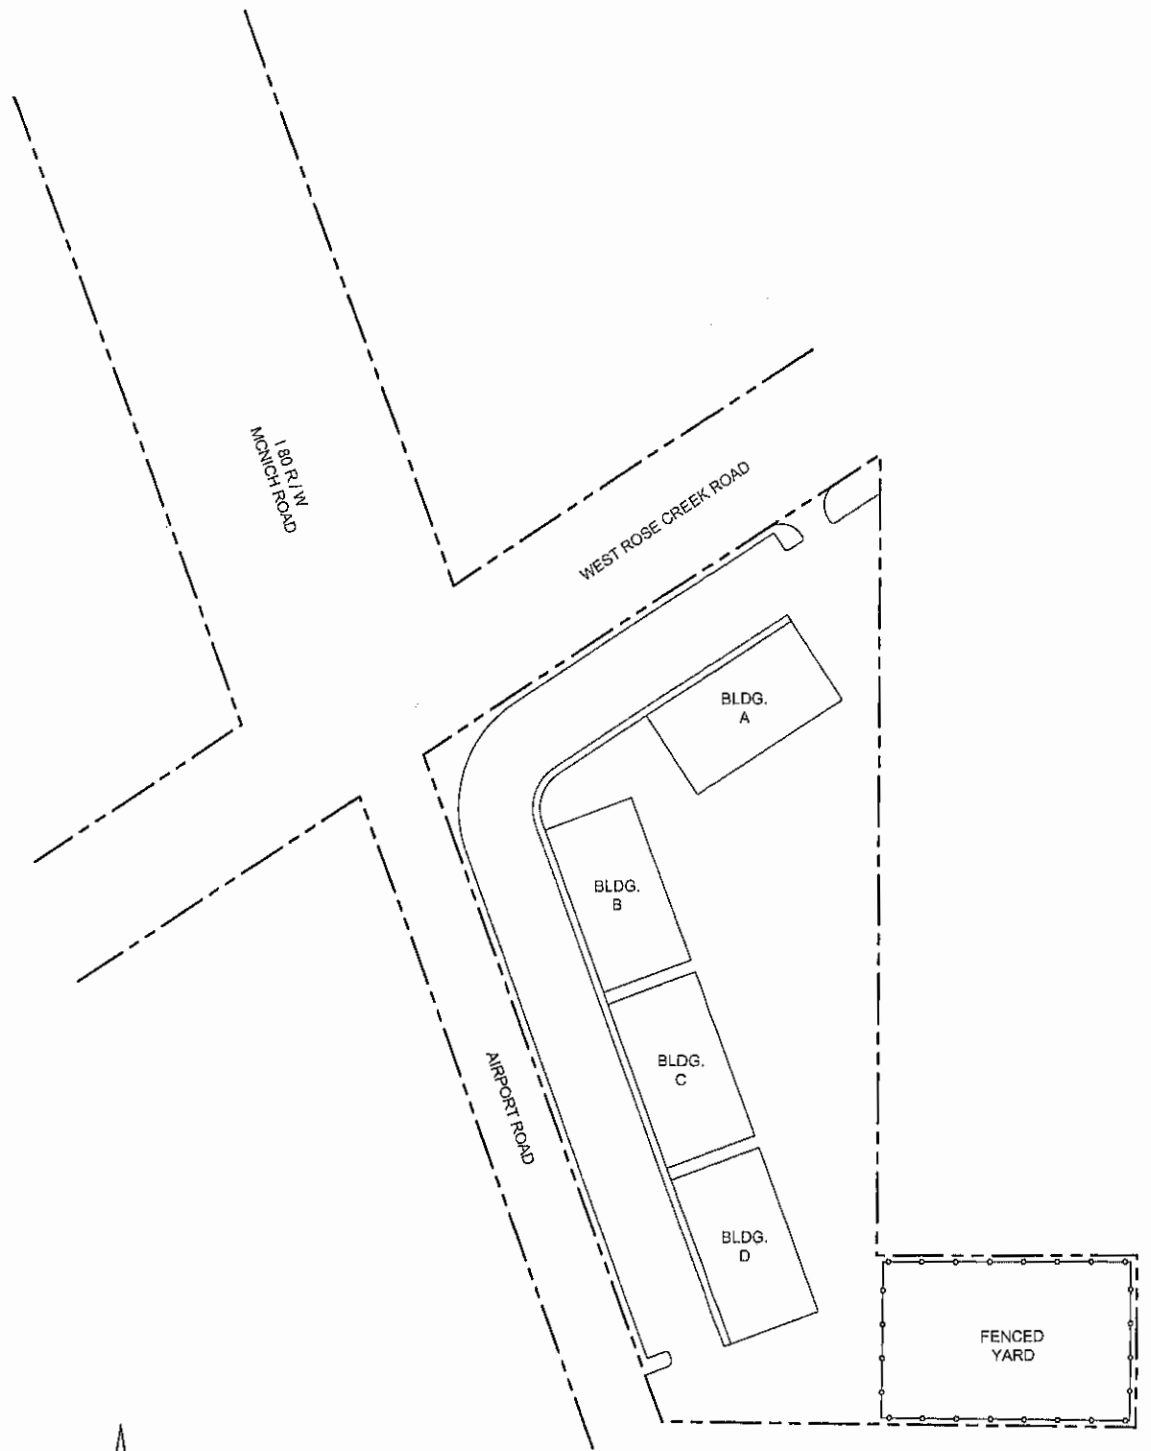 I 80 R / W
MCNICH ROAD
WEST ROSE CREEK ROAD
BLDG.
A
BLDG.
B
BLDG.
C
AIRPORT ROAD
BLDG.
D
FENCED
YARD